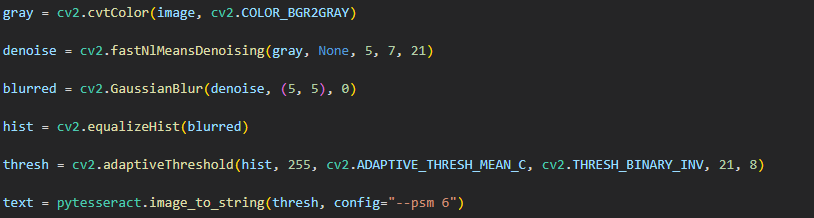 gray = cv2.cvtColor(image, cv2.COLOR_BGR2GRAY)
denoise = cv2.fastNlMeansDenoising(gray, None, 5, 7, 21)
blurred = cv2.GaussianBlur(denoise, (5, 5), 0)
hist = cv2.equalizeHist(blurred)
thresh = cv2.adaptiveThreshold(hist, 255, cv2.ADAPTIVE_THRESH_MEAN_C, cv2.THRESH_BINARY_INV, 21, 8)
text = pytesseract.image_to_string(thresh, config="--psm 6")